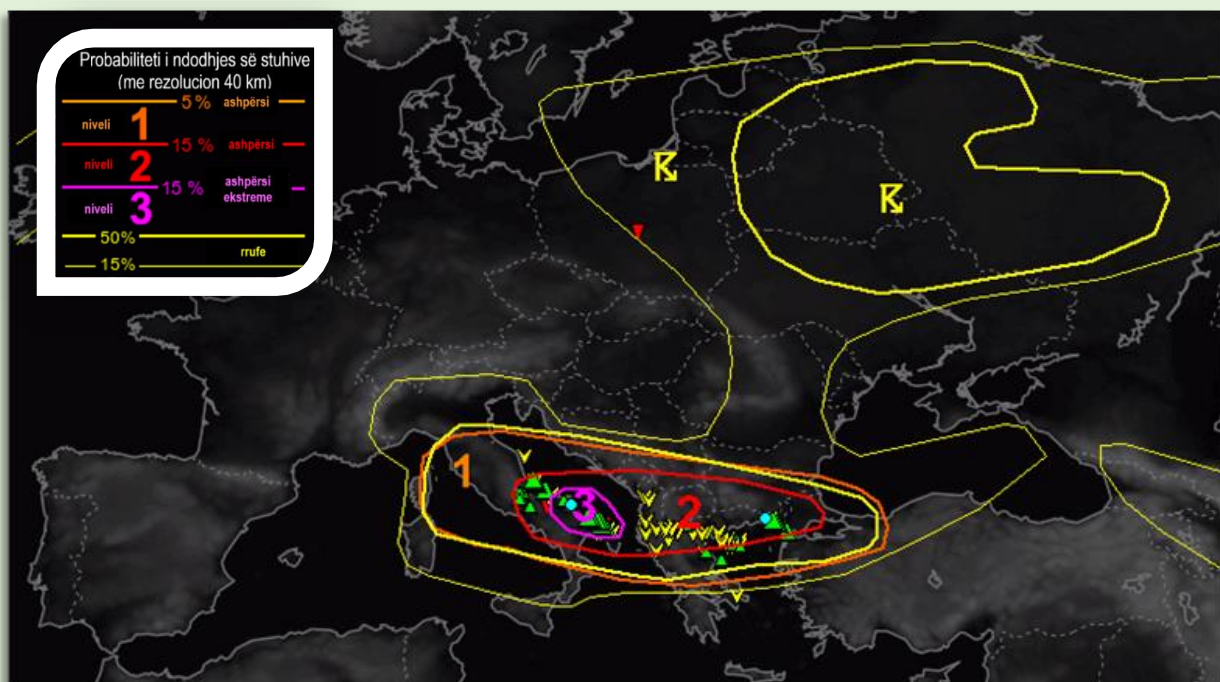 Probabiliteti i ndodhjes së stuhive
(me rezolucion 40 km)
5 % ashpërsi
niveli 1
15 % ashpërsi
niveli 2
15 % ashpërsi ekstreme
niveli 3
50%
rrufe
15%
1
3
2